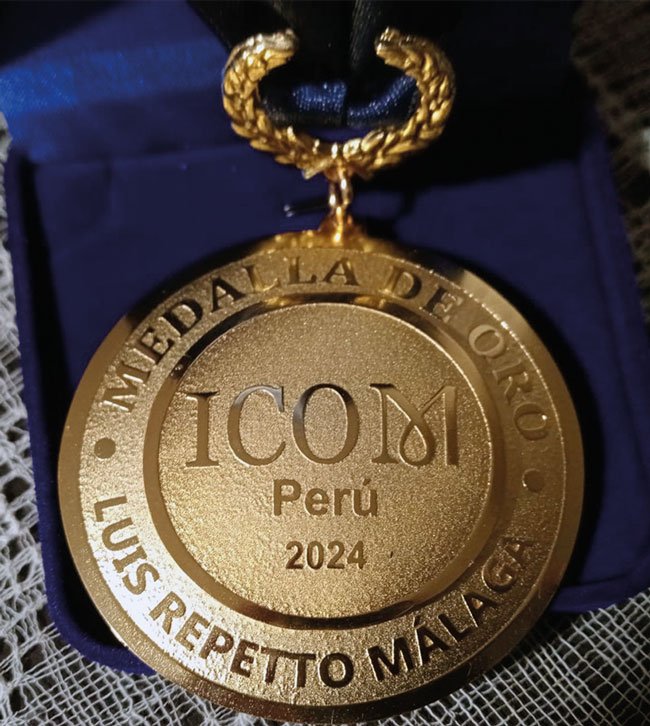 MEDALLA DE ORO
ICOM
Perú
2024
LUIS REPETTO MÁLAGA